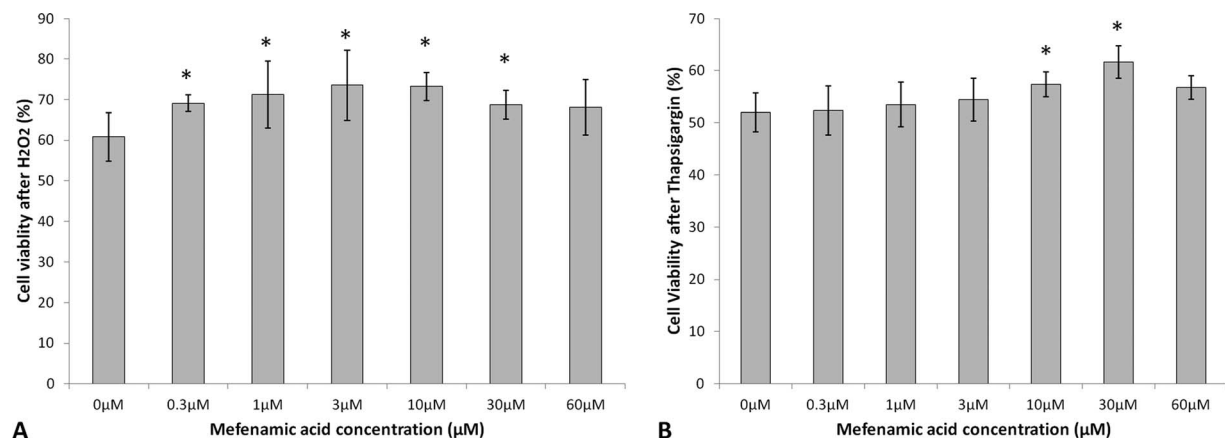 90
80
70
60
50
40
30
20
10
0
Cell viablity after H2O2 (%)
* * * * *
0μM 0.3μM 1μM 3μM 10μM 30μM 60μM
Mefenamic acid concentration (μM)
A
70
60
50
40
30
20
10
0
Cell Viability after Thapsigargin (%)
* *
0μM 0.3μM 1μM 3μM 10μM 30μM 60μM
Mefenamic acid concentration (μM)
B